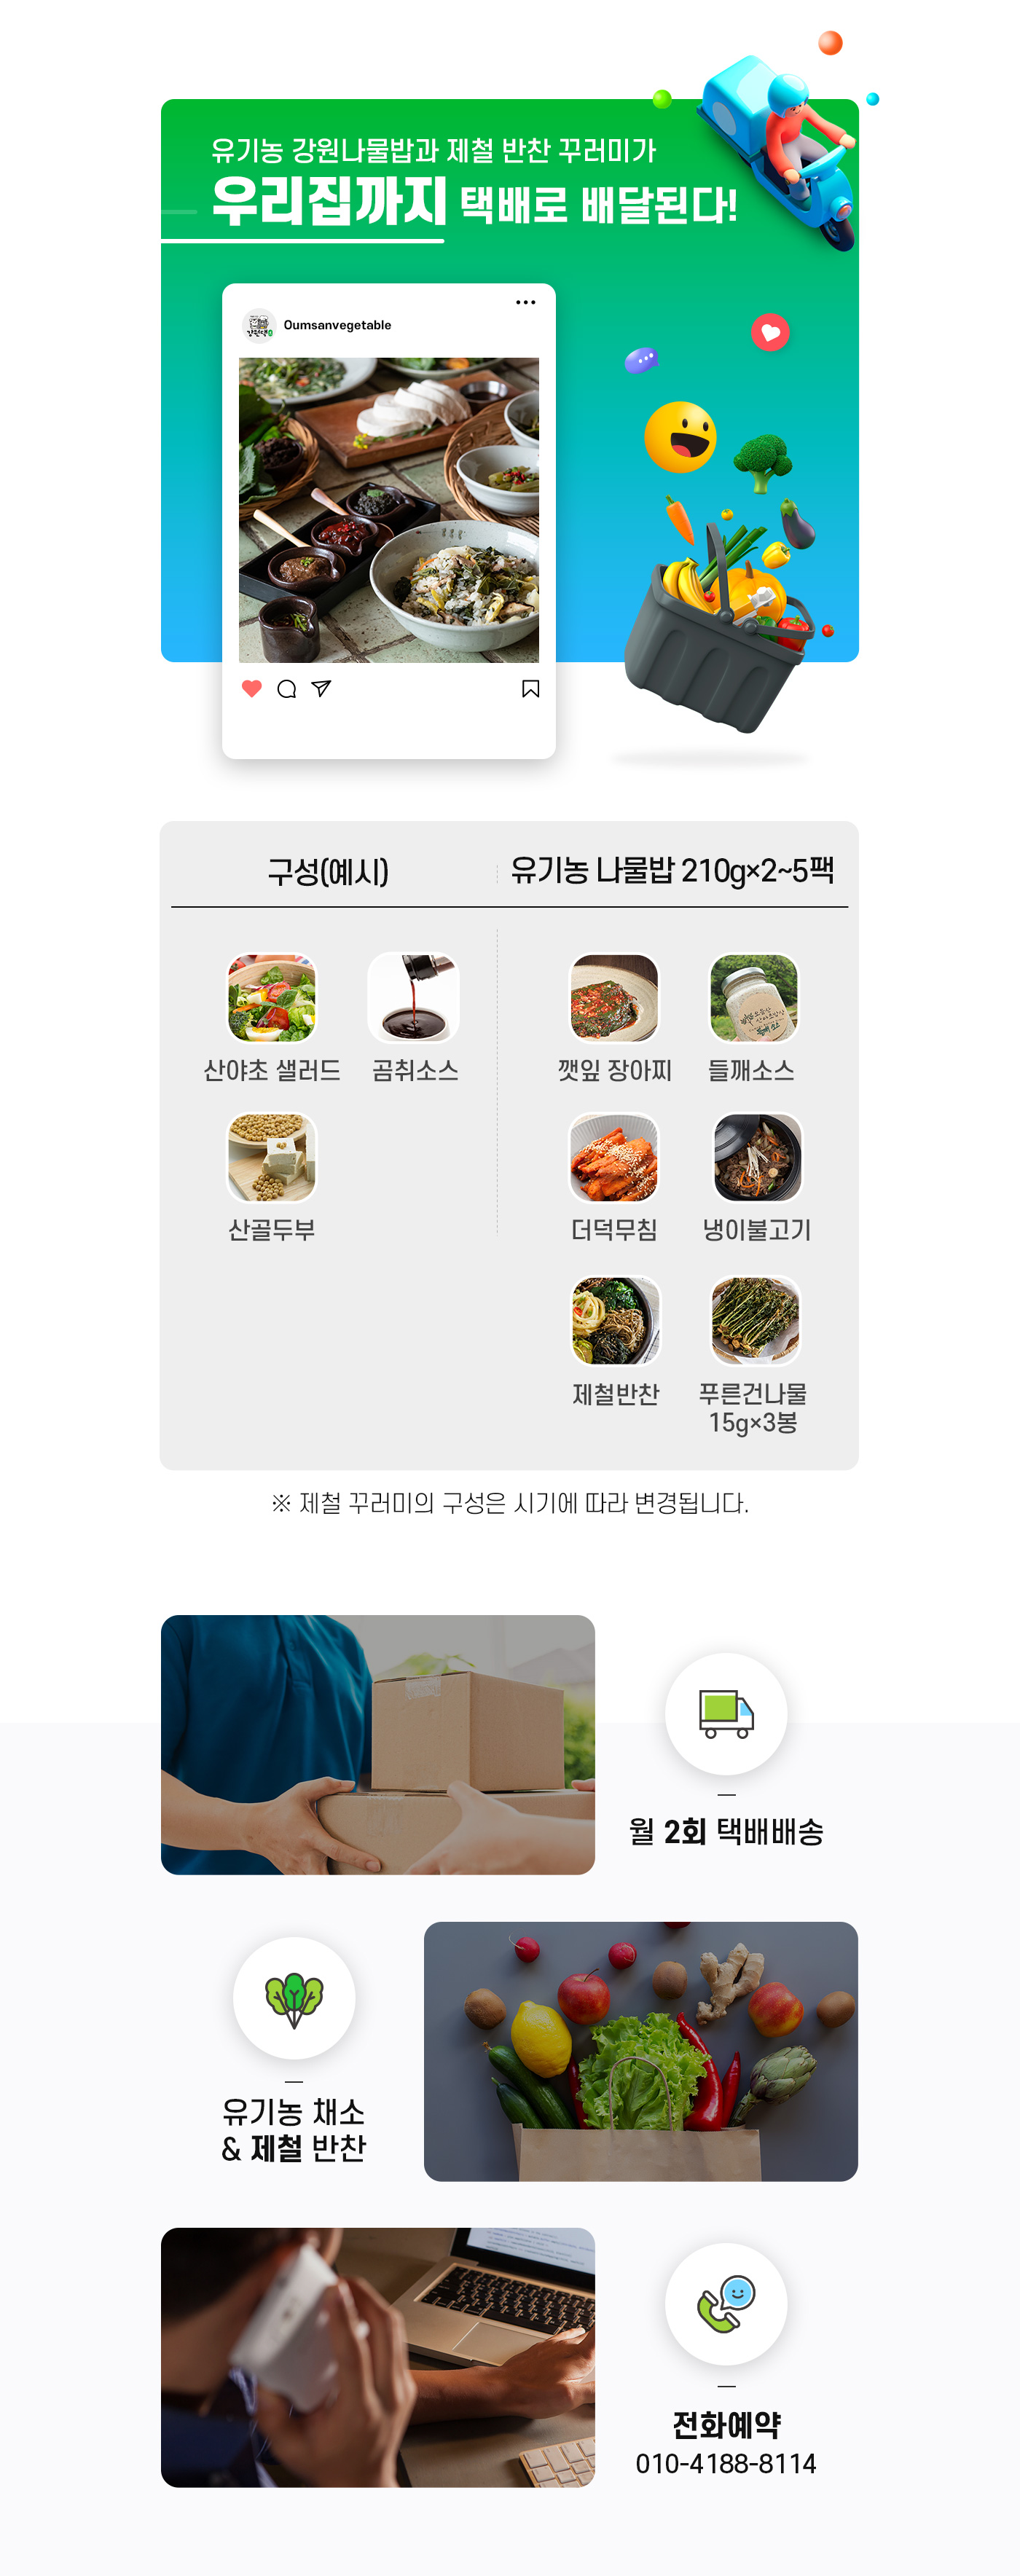 유기농 강원나물밥과 제철 반찬 꾸러미가
우리집까지 택배로 배달된다!
Oumsanvegetable
구성(예시)
유기농 나물밥 210g×2~5팩
산야초 샐러드
곰취소스
깻잎 장아찌
들깨소스
들깨 소스
산골두부
더덕무침
냉이불고기
제철반찬
푸른건나물
15g×3봉
※ 제철 꾸러미의 구성은 시기에 따라 변경됩니다.
월 2회 택배배송
유기농 채소
& 제철 반찬
전화예약
010-4188-8114